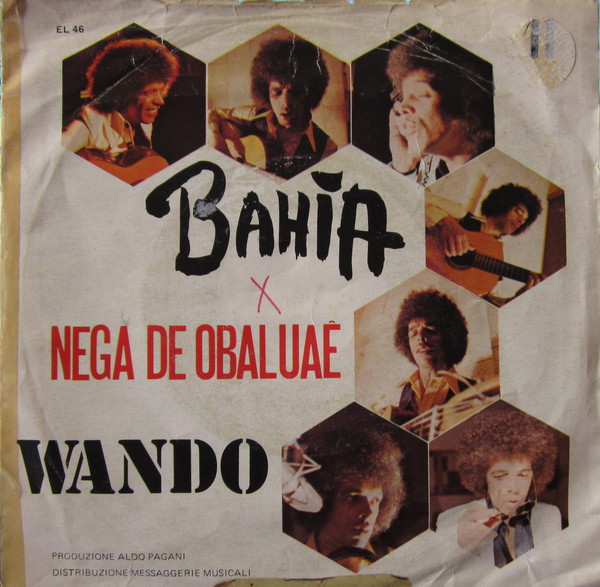 EL 46
BAHIA
X
NEGA DE OBALUAÊ
WANDO
PRODUZIONE ALDO PAGANI
DISTRIBUZIONE MESSAGGERIE MUSICALI